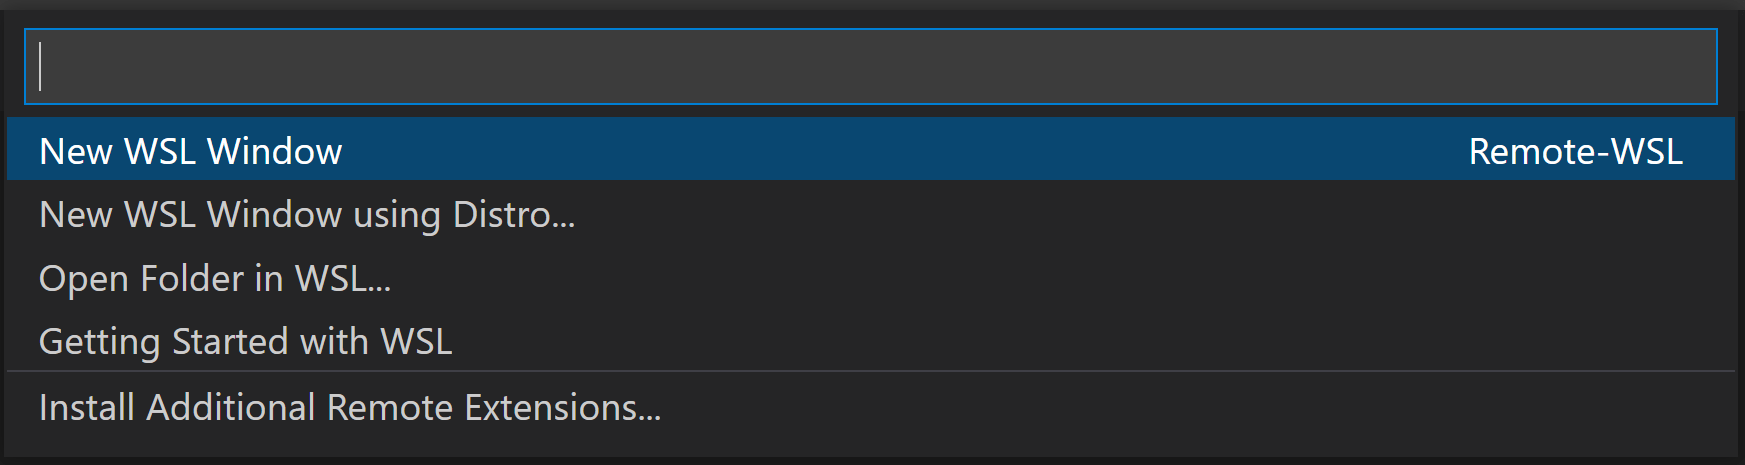 New WSL Window Remote-WSL
New WSL Window using Distro...
Open Folder in WSL...
Getting Started with WSL
Install Additional Remote Extensions...